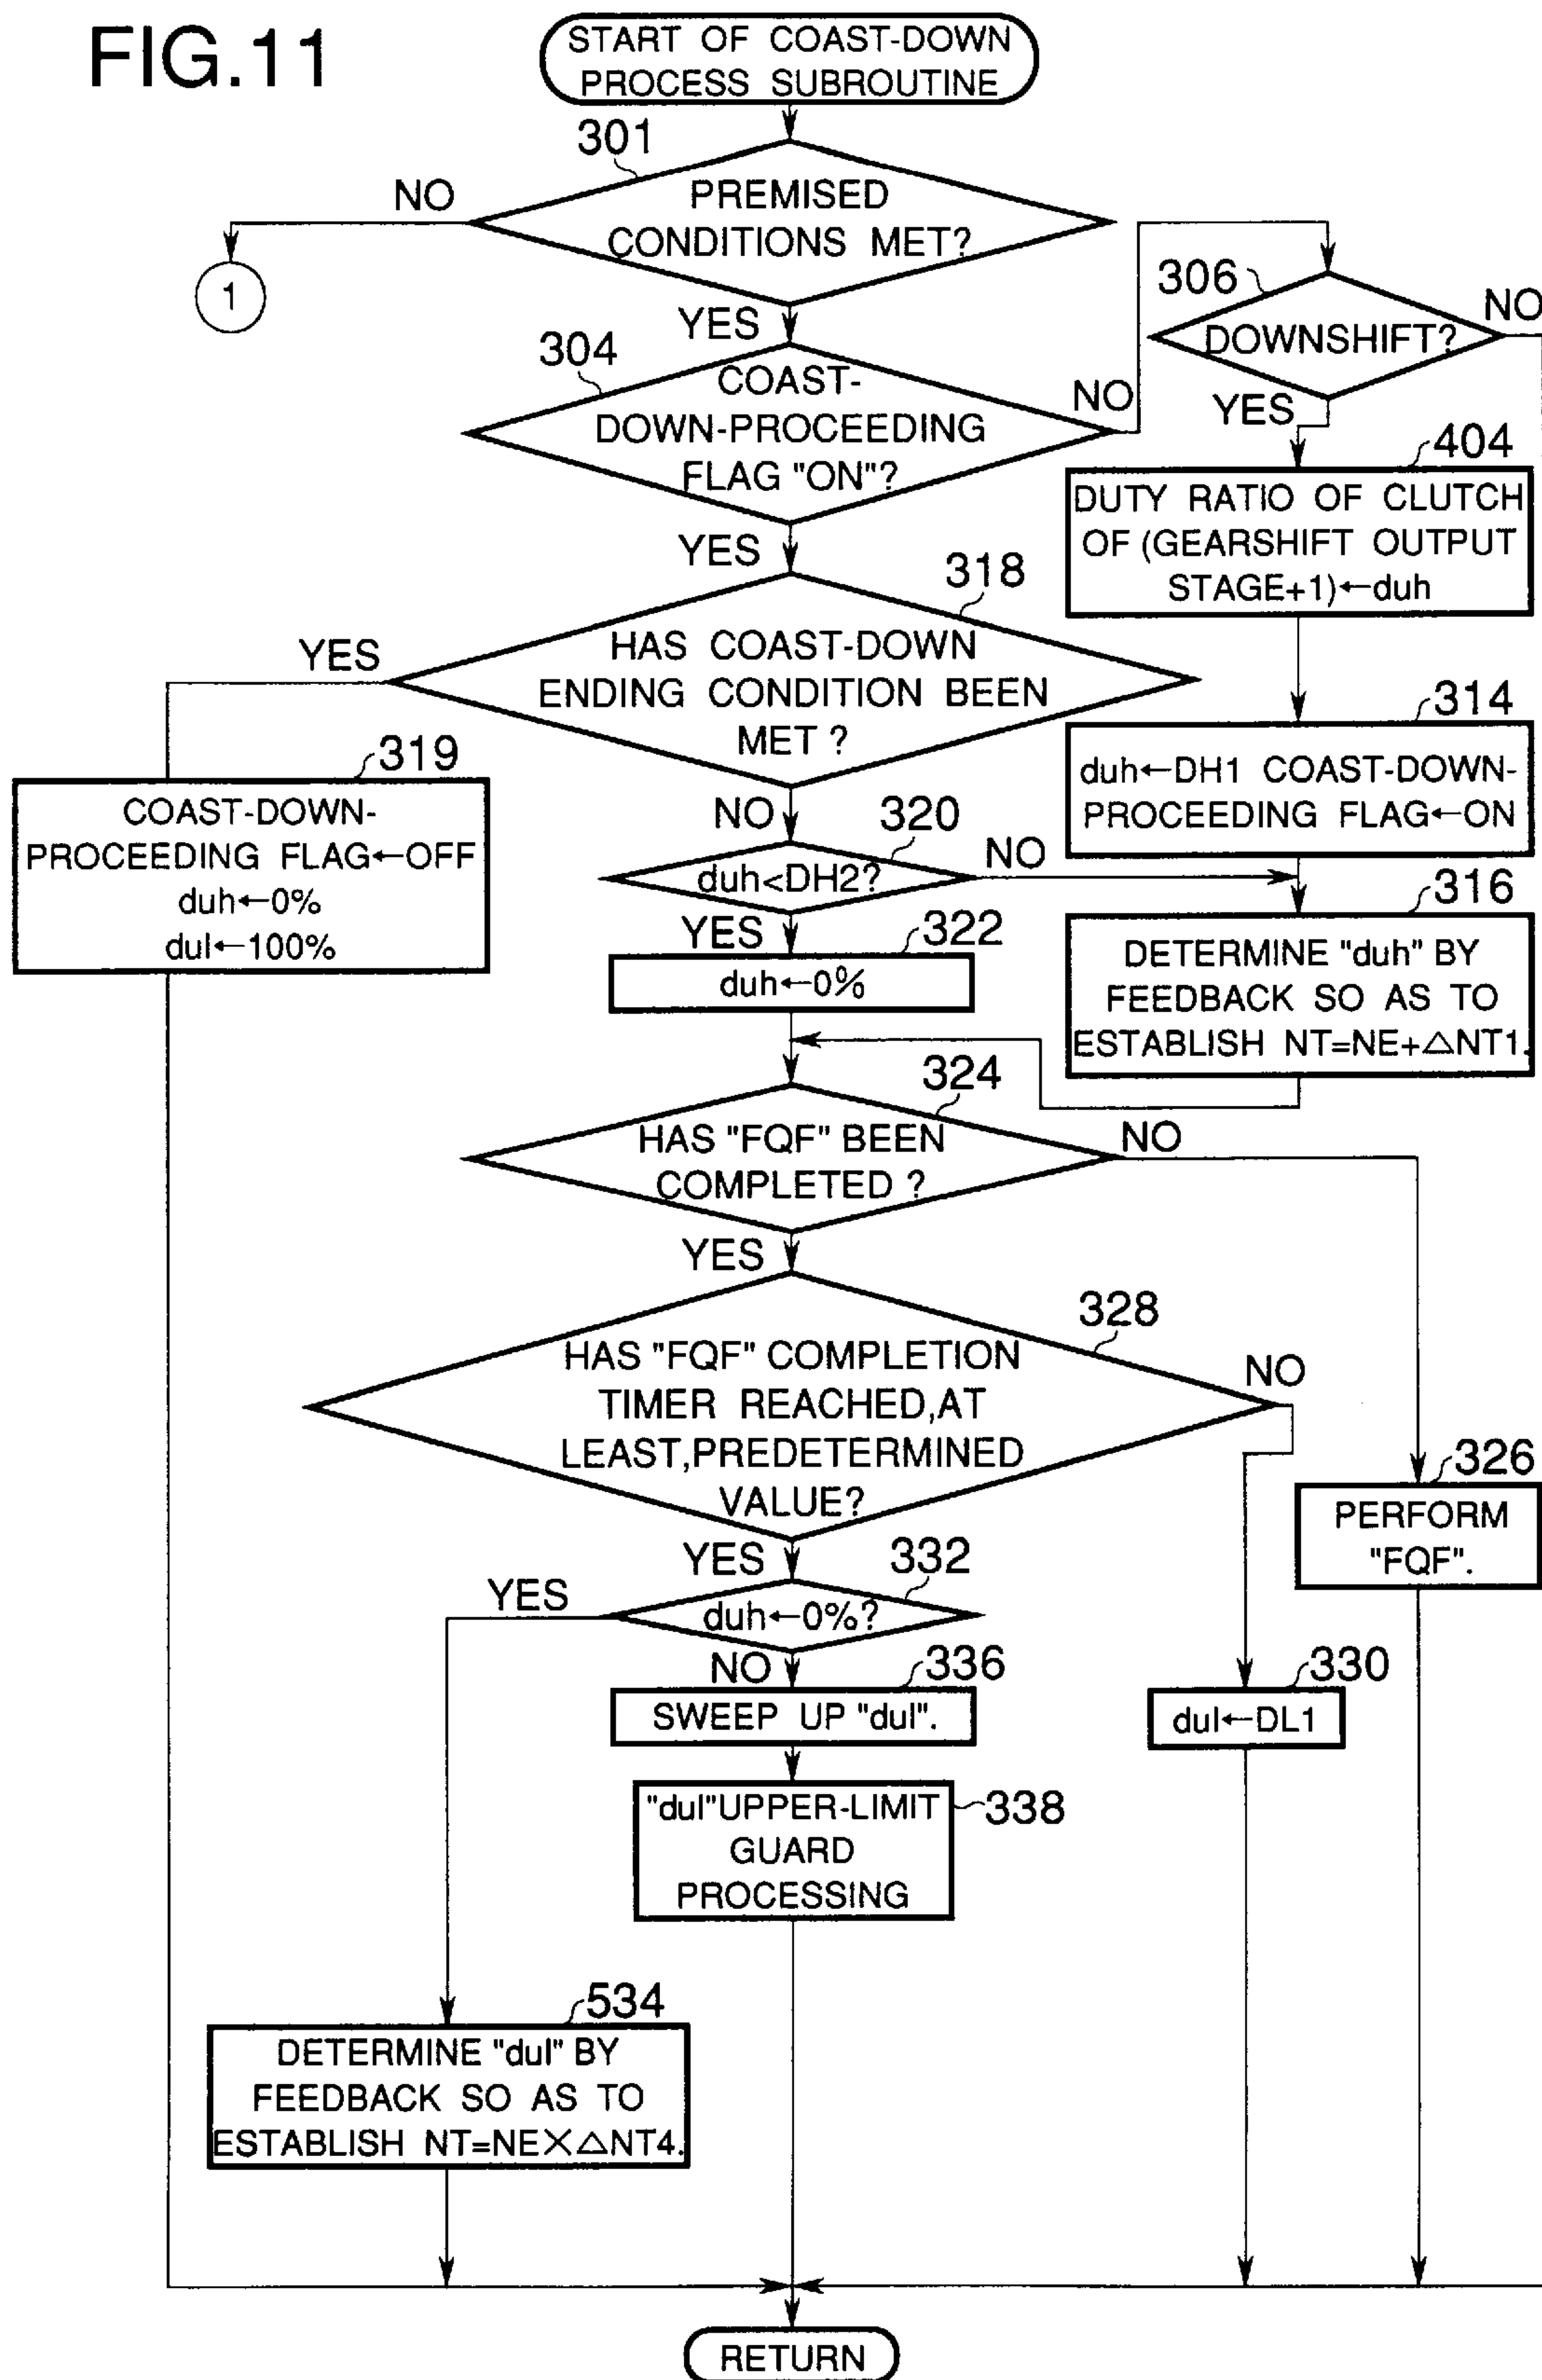 FIG.11
START OF COAST-DOWN
PROCESS SUBROUTINE
301
PREMISED
CONDITIONS MET?
NO
1
YES
304
COAST-
DOWN-PROCEEDING
FLAG "ON"?
NO
306
DOWNSHIFT?
NO
YES
404
DUTY RATIO OF CLUTCH
OF (GEARSHIFT OUTPUT
STAGE+1)←duh
YES
318
HAS COAST-DOWN
ENDING CONDITION BEEN
MET ?
YES
314
duh←DH1 COAST-DOWN-
PROCEEDING FLAG←ON
319
COAST-DOWN-
PROCEEDING FLAG←OFF
duh←0%
dul←100%
NO
320
duh<DH2?
NO
316
DETERMINE "duh" BY
FEEDBACK SO AS TO
ESTABLISH NT=NE+△NT1.
YES
322
duh←0%
324
HAS "FQF" BEEN
COMPLETED ?
NO
YES
328
HAS "FQF" COMPLETION
TIMER REACHED,AT
LEAST,PREDETERMINED
VALUE?
NO
326
PERFORM
"FQF".
YES
332
duh←0%?
YES
NO
336
SWEEP UP "dul".
330
dul←DL1
338
"dul"UPPER-LIMIT
GUARD
PROCESSING
534
DETERMINE "dul" BY
FEEDBACK SO AS TO
ESTABLISH NT=NE×△NT4.
RETURN